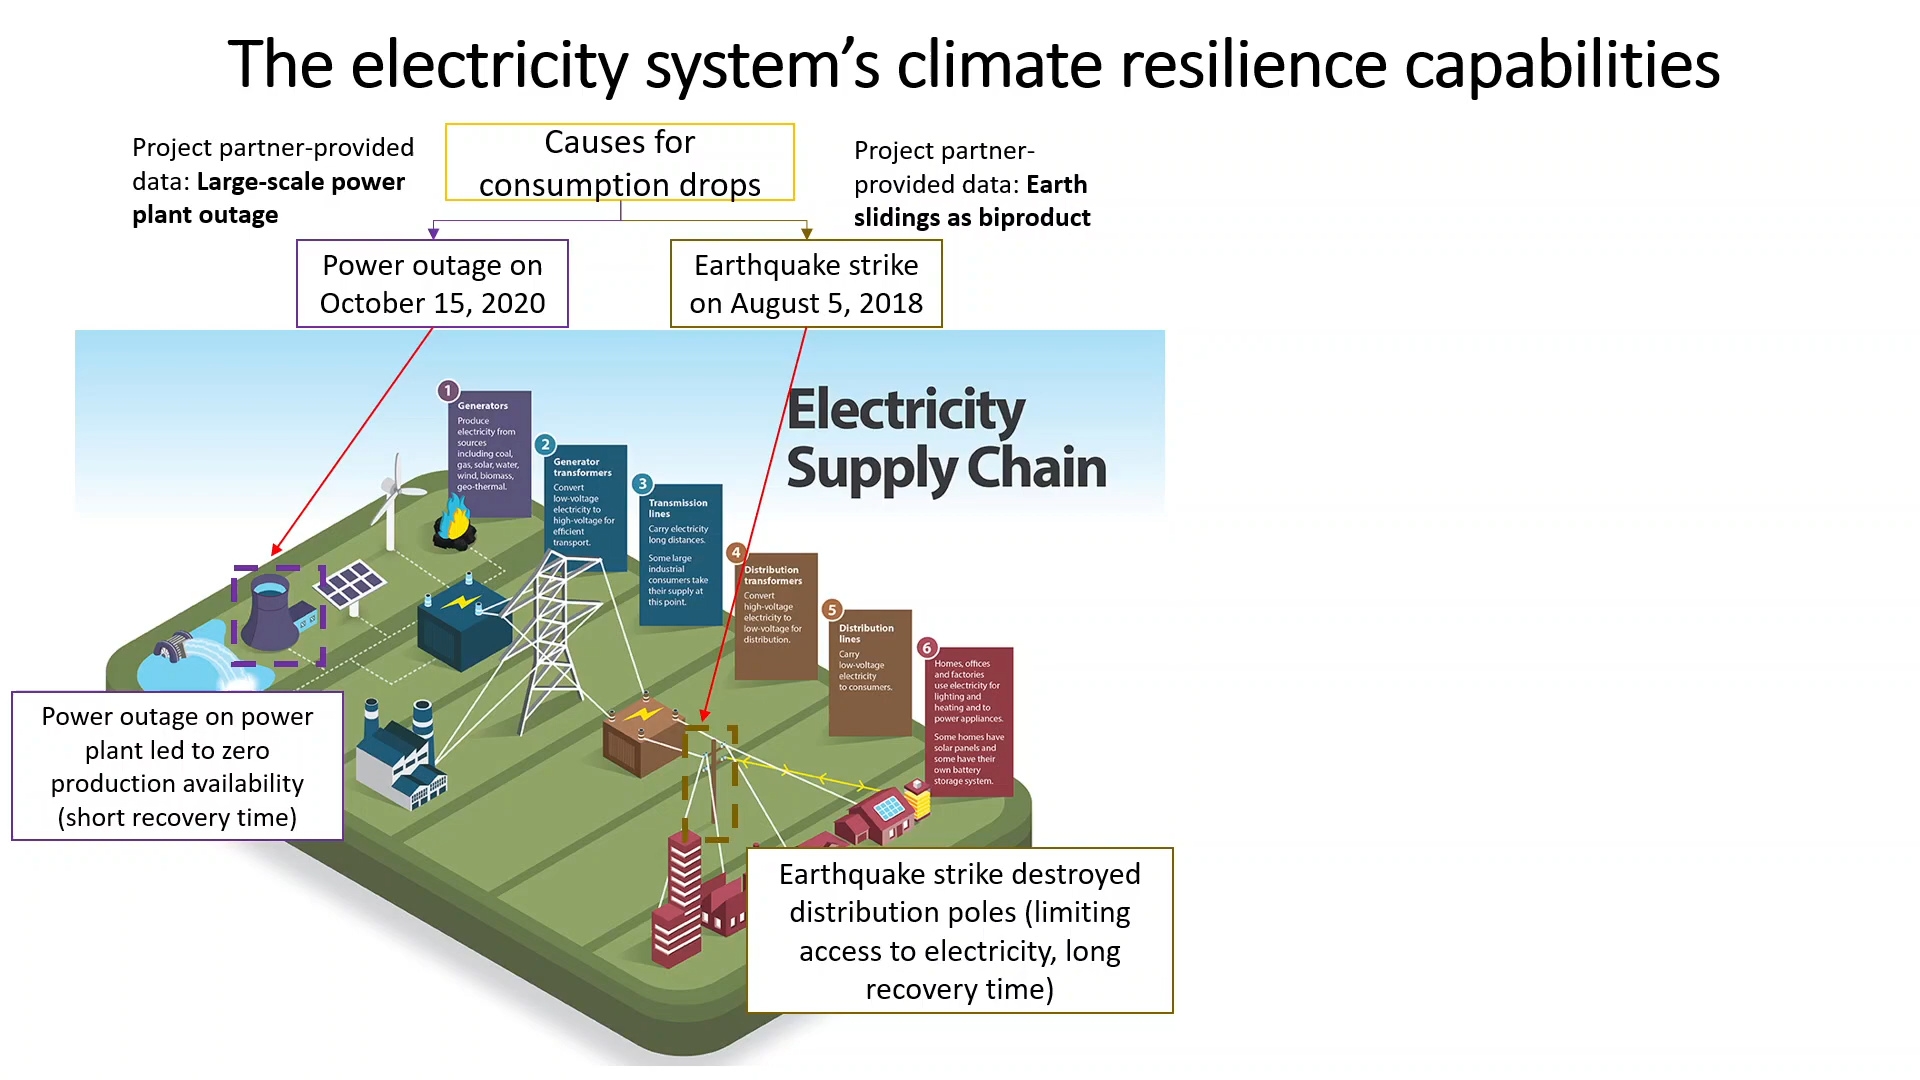 The electricity system’s climate resilience capabilities
Project partner-provided
data: Large-scale power
plant outage
Causes for
consumption drops
Project partner-
provided data: Earth
slidings as biproduct
Power outage on
October 15, 2020
Earthquake strike
on August 5, 2018
Electricity
Supply Chain
1
Generators
Produce
electricity from
sources
including coal,
gas, solar, water,
wind, biomass,
geo-thermal.
2
Generator
transformers
Convert
low-voltage
electricity to
high-voltage for
efficient
transport.
3
Transmission
lines
Carry electricity
long distances.
Some large
industrial
consumers take
their supply at
this point.
4
Distribution
transformers
Convert
high-voltage
electricity to
low-voltage for
distribution.
5
Distribution
lines
Carry
low-voltage
electricity
to consumers.
6
Homes, offices
and factories
use electricity for
lighting and
heating and to
power appliances.
Some homes have
solar panels and
some have their
own battery
storage system.
Power outage on power
plant led to zero
production availability
(short recovery time)
Earthquake strike destroyed
distribution poles (limiting
access to electricity, long
recovery time)